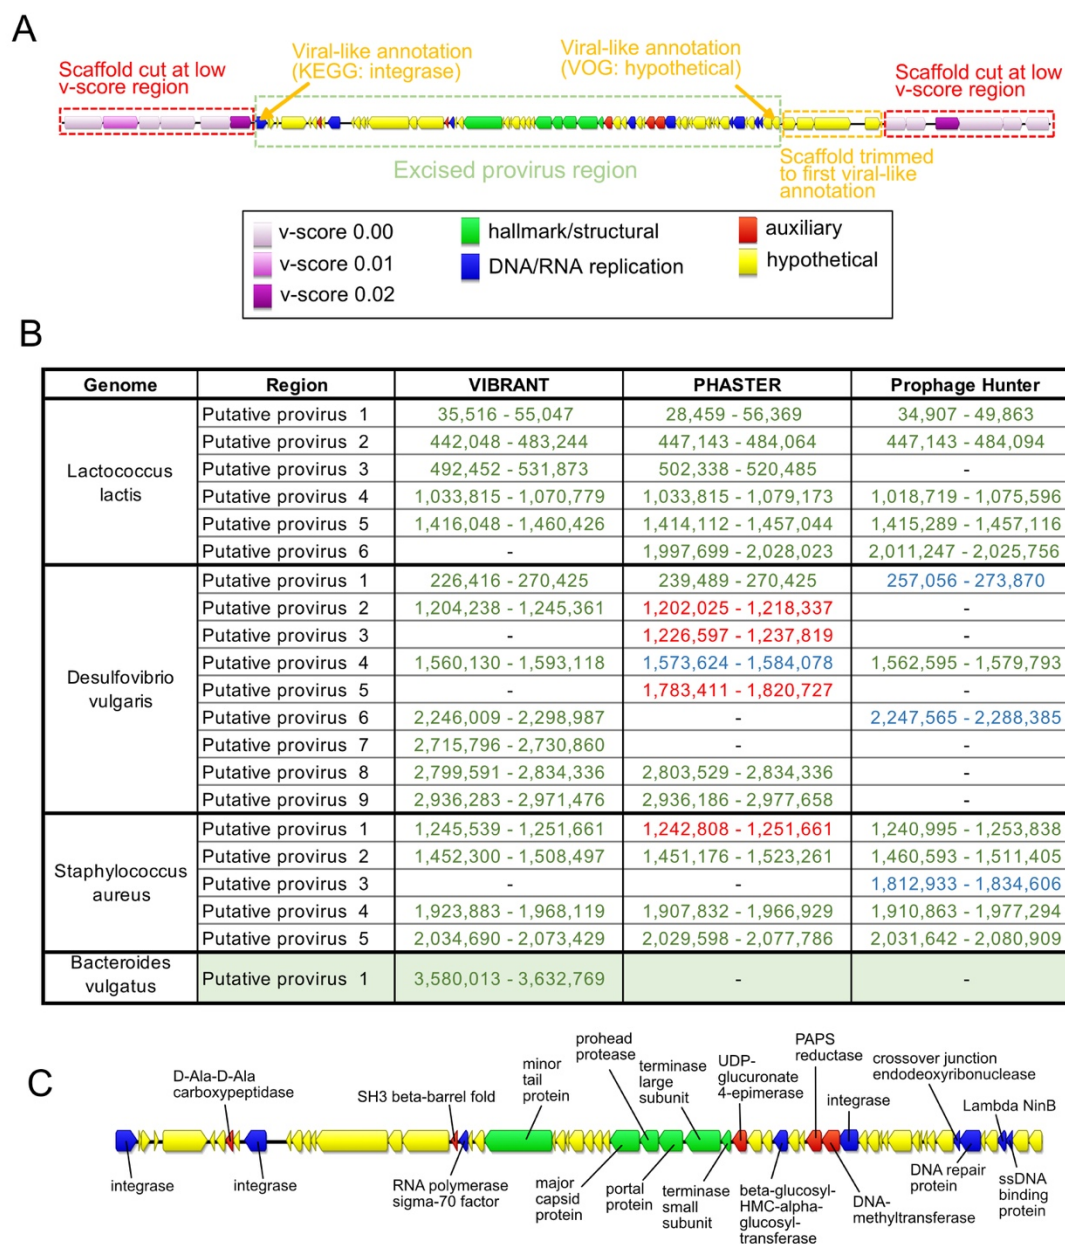 A
Scaffold cut at low
v-score region
Viral-like annotation
(KEGG: integrase)
Viral-like annotation
(VOG: hypothetical)
Scaffold cut at low
v-score region
Excised provirus region
Scaffold trimmed
to first viral-like
annotation
v-score 0.00
v-score 0.01
v-score 0.02
hallmark/structural
DNA/RNA replication
auxiliary
hypothetical
B
Genome Region VIBRANT PHASTER Prophage Hunter
Lactococcus
lactis
Putative provirus 1 35,516 - 55,047 28,459 - 56,369 34,907 - 49,863
Putative provirus 2 442,048 - 483,244 447,143 - 484,064 447,143 - 484,094
Putative provirus 3 492,452 - 531,873 502,338 - 520,485 -
Putative provirus 4 1,033,815 - 1,070,779 1,033,815 - 1,079,173 1,018,719 - 1,075,596
Putative provirus 5 1,416,048 - 1,460,426 1,414,112 - 1,457,044 1,415,289 - 1,457,116
Putative provirus 6 - 1,997,699 - 2,028,023 2,011,247 - 2,025,756
Desulfovibrio
vulgaris
Putative provirus 1 226,416 - 270,425 239,489 - 270,425 257,056 - 273,870
Putative provirus 2 1,204,238 - 1,245,361 1,202,025 - 1,218,337 -
Putative provirus 3 - 1,226,597 - 1,237,819 -
Putative provirus 4 1,560,130 - 1,593,118 1,573,624 - 1,584,078 1,562,595 - 1,579,793
Putative provirus 5 - 1,783,411 - 1,820,727 -
Putative provirus 6 2,246,009 - 2,298,987 - 2,247,565 - 2,288,385
Putative provirus 7 2,715,796 - 2,730,860 - -
Putative provirus 8 2,799,591 - 2,834,336 2,803,529 - 2,834,336 -
Putative provirus 9 2,936,283 - 2,971,476 2,936,186 - 2,977,658 -
Staphylococcus
aureus
Putative provirus 1 1,245,539 - 1,251,661 1,242,808 - 1,251,661 1,240,995 - 1,253,838
Putative provirus 2 1,452,300 - 1,508,497 1,451,176 - 1,523,261 1,460,593 - 1,511,405
Putative provirus 3 - - 1,812,933 - 1,834,606
Putative provirus 4 1,923,883 - 1,968,119 1,907,832 - 1,966,929 1,910,863 - 1,977,294
Putative provirus 5 2,034,690 - 2,073,429 2,029,598 - 2,077,786 2,031,642 - 2,080,909
Bacteroides
vulgatus
Putative provirus 1 3,580,013 - 3,632,769 - -
C
D-Ala-D-Ala
carboxypeptidase
SH3 beta-barrel fold
minor
tail
protein
prohead
protease
terminase
large
subunit
UDP-
glucuronate
4-epimerase
PAPS
reductase
integrase
crossover junction
endodeoxyribonuclease
Lambda NinB
integrase
integrase
RNA polymerase
sigma-70 factor
major
capsid
protein
portal
protein
terminase
small
subunit
beta-glucosyl-
HMC-alpha-
glucosyl-
transferase
DNA-
methyltransferase
DNA repair
protein
ssDNA
binding
protein